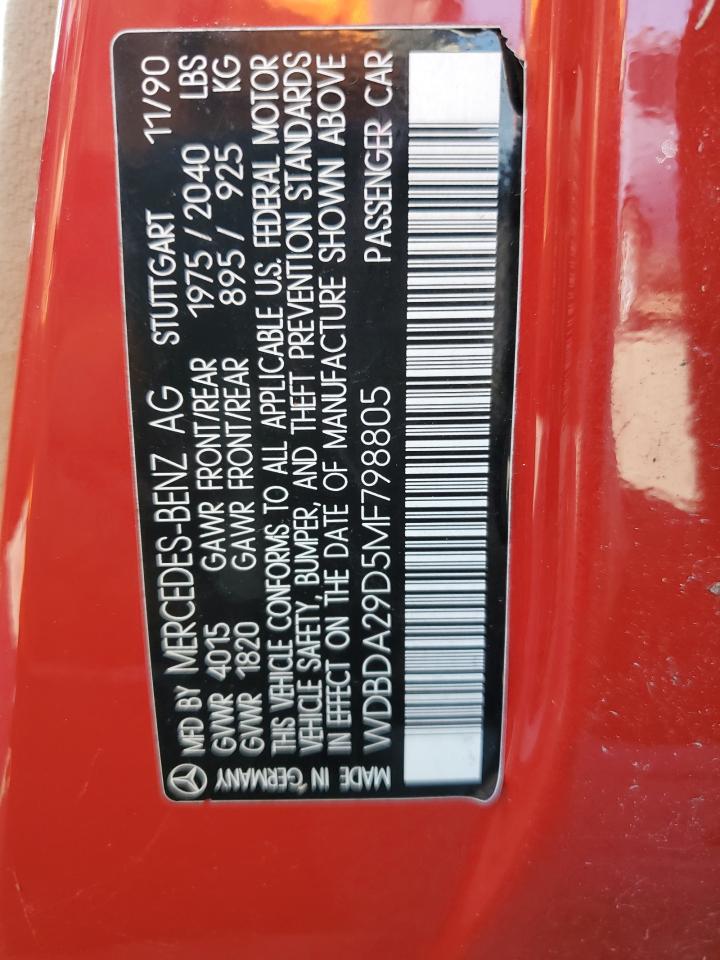 MFD BY MERCEDES-BENZ AG STUTTGART 11/90
GVWR 4015 GAWR FRONT/REAR 1975 / 2040 LBS
GVWR 1820 GAWR FRONT/REAR 895 / 925 KG
THIS VEHICLE CONFORMS TO ALL APPLICABLE U.S. FEDERAL MOTOR
VEHICLE SAFETY, BUMPER, AND THEFT PREVENTION STANDARDS
IN EFFECT ON THE DATE OF MANUFACTURE SHOWN ABOVE
WDBDA29D5MF798805 PASSENGER CAR
MADE IN GERMANY